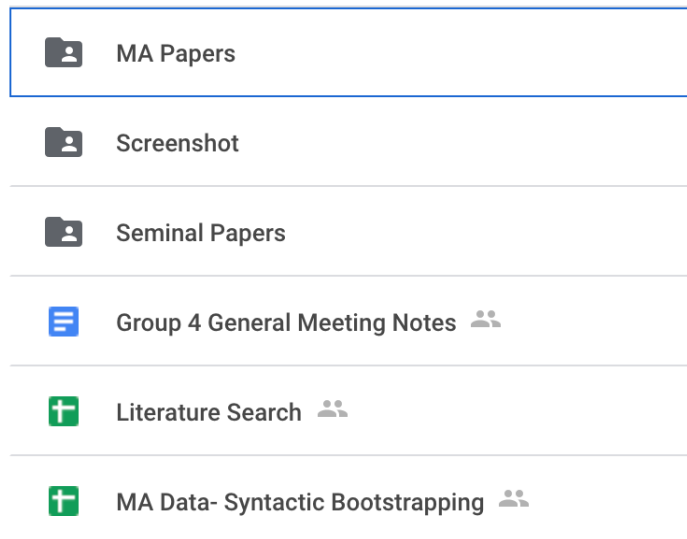 MA Papers
Screenshot
Seminal Papers
Group 4 General Meeting Notes
Literature Search
MA Data- Syntactic Bootstrapping